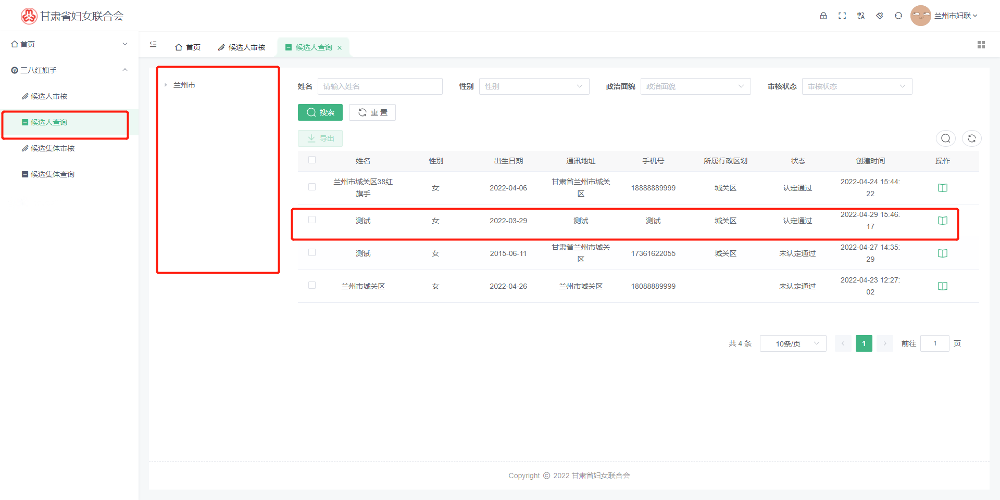 甘肃省妇女联合会
兰州市妇联
首页
三八红旗手
候选人审核
候选人查询
候选集体审核
候选集体查询
首页 候选人审核 候选人查询
兰州市
姓名 请输入姓名 性别 性别 政治面貌 政治面貌 审核状态 审核状态
搜索 重 置
导出
姓名 性别 出生日期 通讯地址 手机号 所属行政区划 状态 创建时间 操作
兰州市城关区38红
旗手 女 2022-04-06 甘肃省兰州市城关
区 18888889999 城关区 认定通过 2022-04-24 15:44:
22
测试 女 2022-03-29 测试 测试 城关区 认定通过 2022-04-29 15:46:
17
测试 女 2015-06-11 甘肃省兰州市城关
区 17361622055 城关区 未认定通过 2022-04-27 14:35:
29
兰州市城关区 女 2022-04-26 兰州市城关区 18088889999 未认定通过 2022-04-23 12:27:
02
共 4 条 10条/页 1 前往 1 页
Copyright © 2022 甘肃省妇女联合会